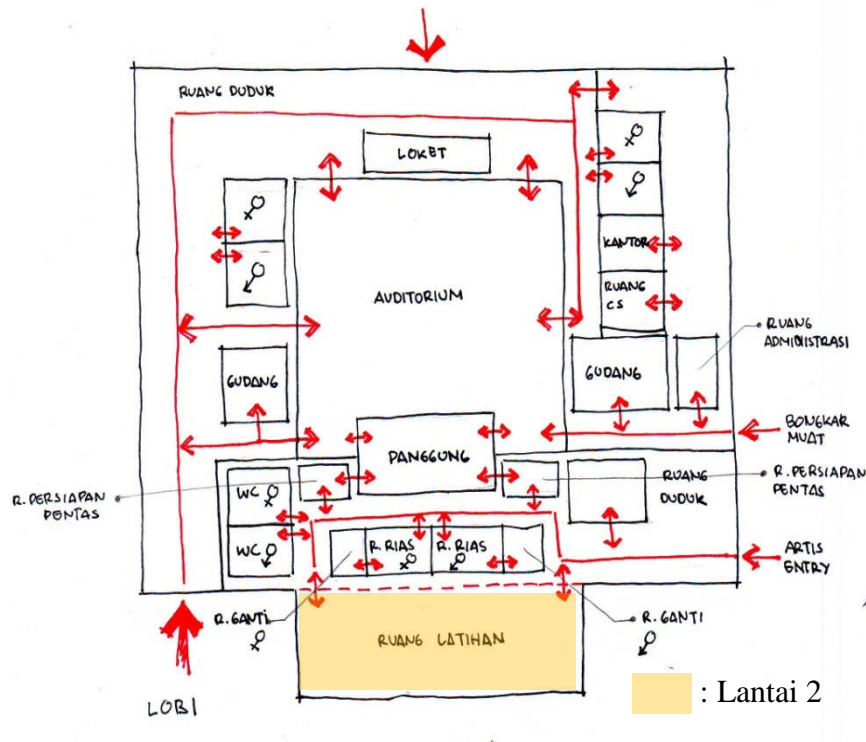 RUANG DUDUK
LOKET
KANTOR
RUANG
CS
AUDITORIUM
RUANG
ADMINISTRASI
GUDANG
GUDANG
BONGKAR
MUAT
PANGGUNG
R. PERSIAPAN
PENTAS
WC
WC
RUANG
DUDUK
R. PERSIAPAN
PENTAS
R. RIAS
R. RIAS
ARTIS
ENTRY
R. GANTI
R. GANTI
RUANG LATIHAN
LOBI
: Lantai 2